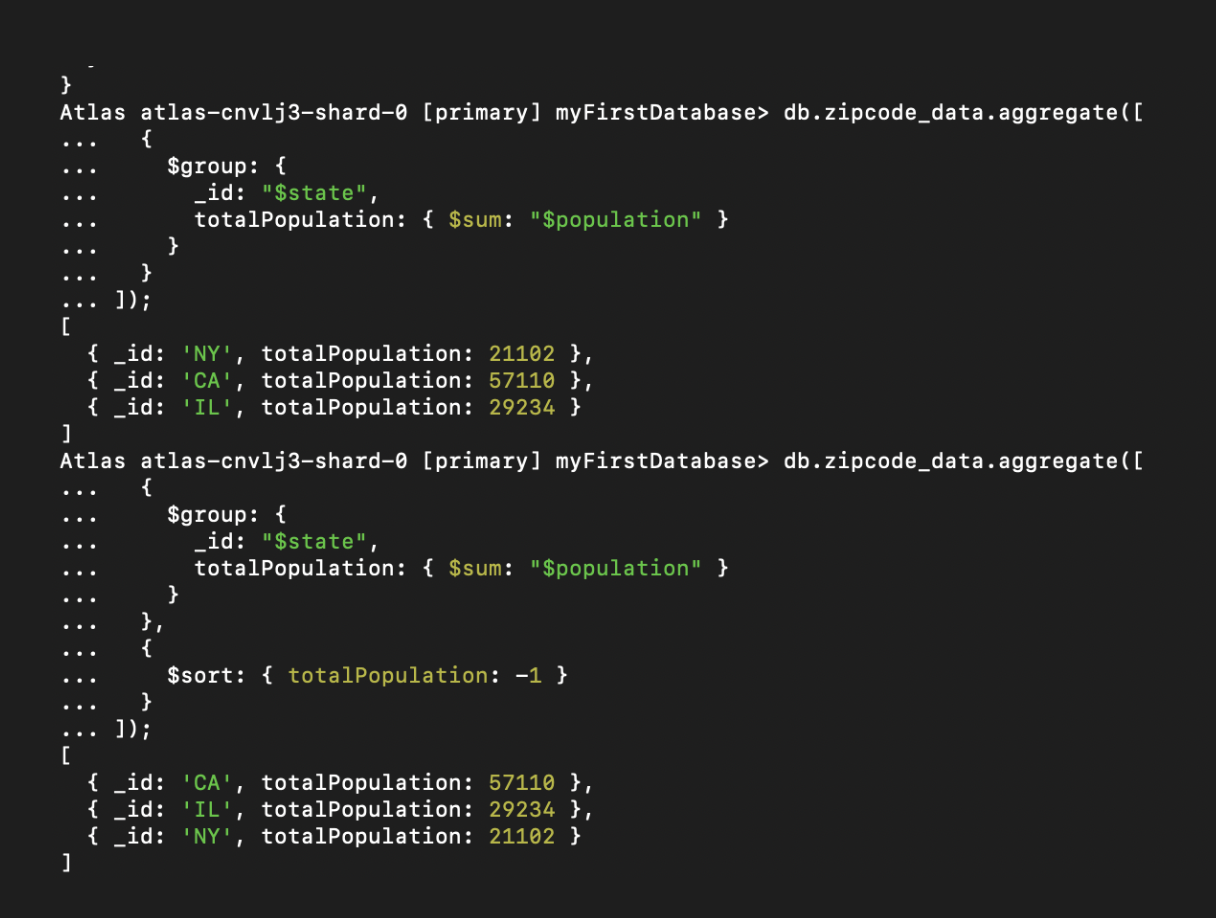 }
Atlas atlas-cnvlj3-shard-0 [primary] myFirstDatabase> db.zipcode_data.aggregate([
...   {
...     $group: {
...       _id: "$state",
...       totalPopulation: { $sum: "$population" }
...     }
...   }
... ]);
[
  { _id: 'NY', totalPopulation: 21102 },
  { _id: 'CA', totalPopulation: 57110 },
  { _id: 'IL', totalPopulation: 29234 }
]
Atlas atlas-cnvlj3-shard-0 [primary] myFirstDatabase> db.zipcode_data.aggregate([
...   {
...     $group: {
...       _id: "$state",
...       totalPopulation: { $sum: "$population" }
...     }
...   },
...   {
...     $sort: { totalPopulation: -1 }
...   }
... ]);
[
  { _id: 'CA', totalPopulation: 57110 },
  { _id: 'IL', totalPopulation: 29234 },
  { _id: 'NY', totalPopulation: 21102 }
]